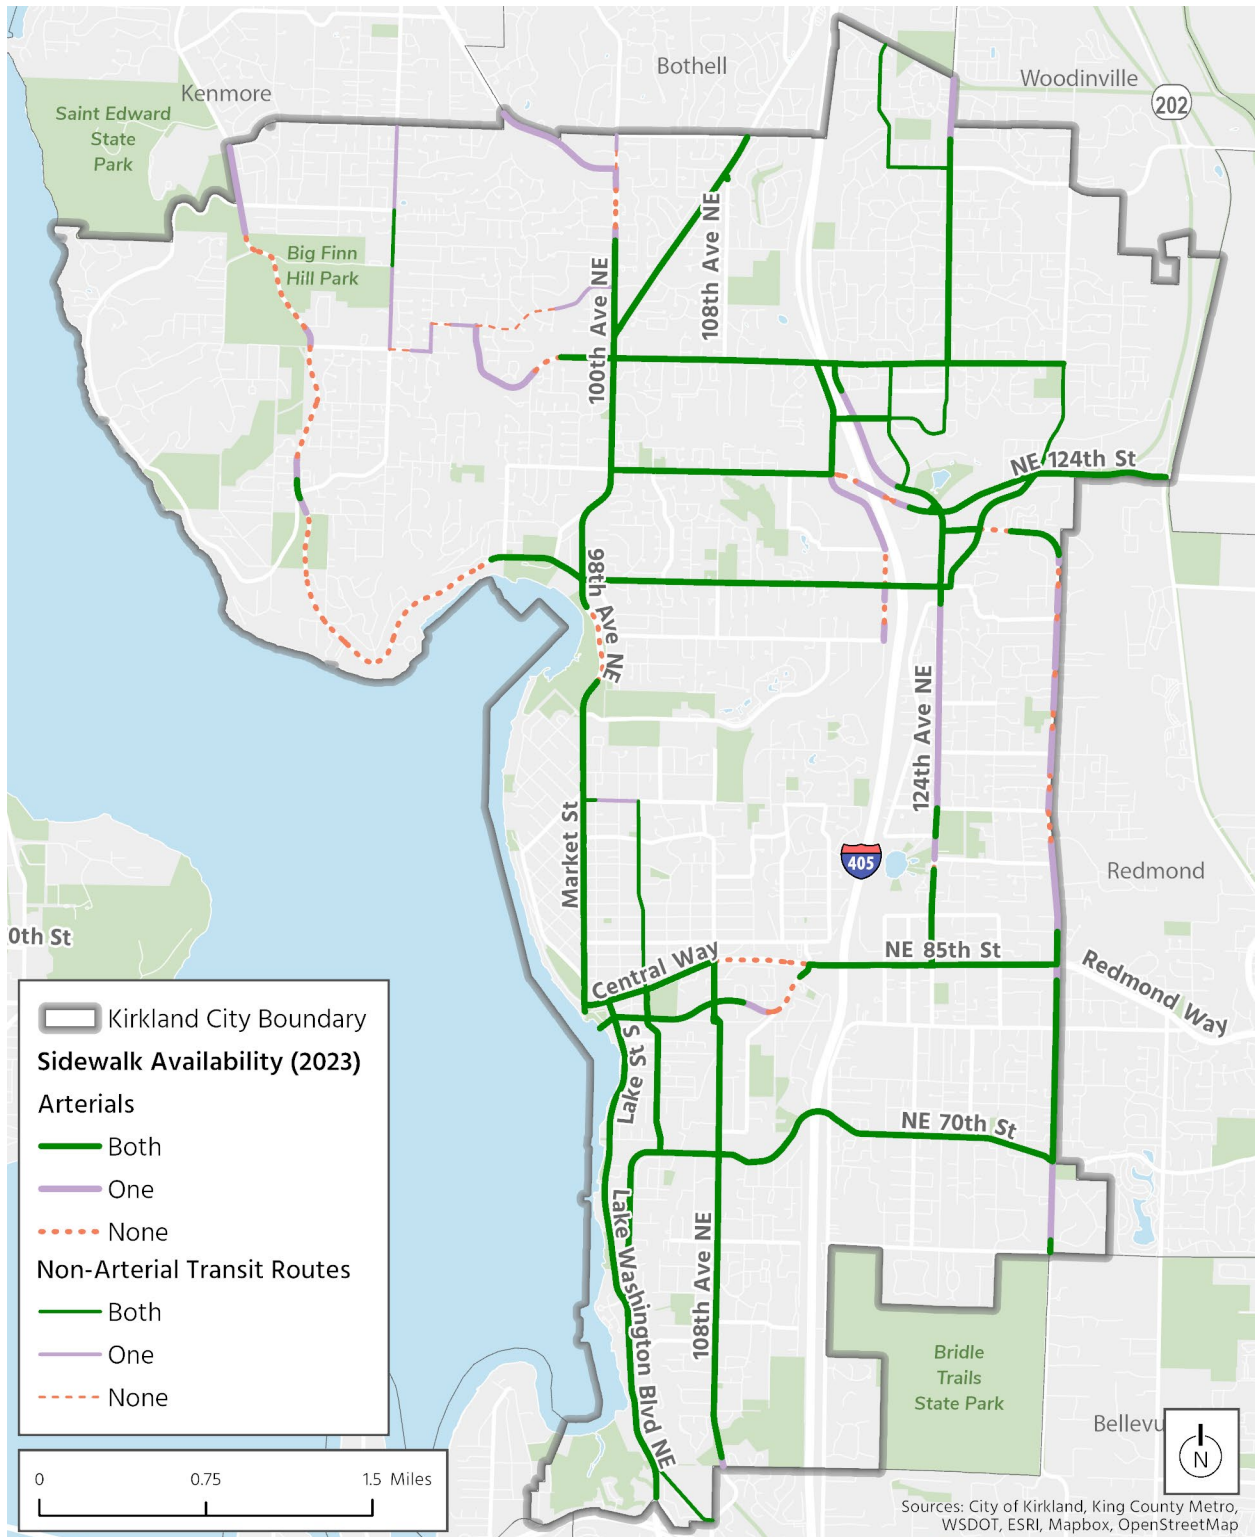 Bothell
Woodinville
202
Kenmore
Saint Edward
State
Park
Big Finn
Hill Park
108th Ave NE
100th Ave NE
NE 124th St
98th Ave NE
124th Ave NE
Market St
405
Redmond
0th St
NE 85th St
Central Way
Redmond Way
Lake St S
NE 70th St
Lake Washington Blvd NE
108th Ave NE
Bridle
Trails
State Park
Bellevu
N
Kirkland City Boundary
Sidewalk Availability (2023)
Arterials
Both
One
None
Non-Arterial Transit Routes
Both
One
None
0 0.75 1.5 Miles
Sources: City of Kirkland, King County Metro,
WSDOT, ESRI, Mapbox, OpenStreetMap